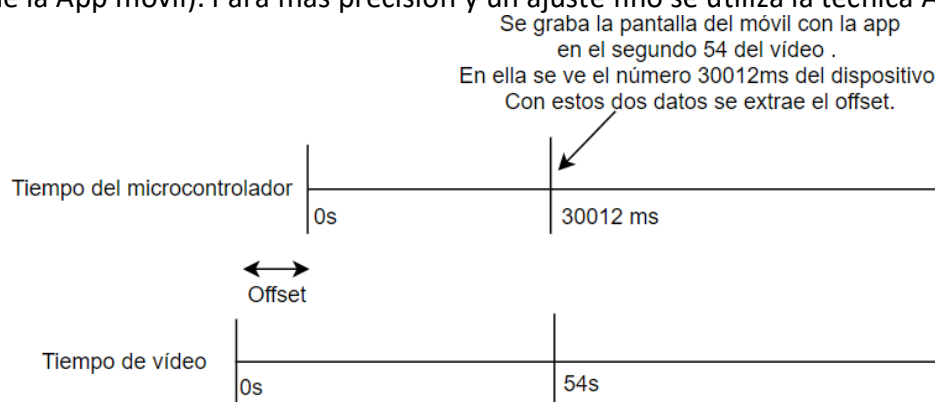 e la App móvil). Para más precisión y un ajuste fino se utiliza la técnica A
Se graba la pantalla del móvil con la app
en el segundo 54 del vídeo .
En ella se ve el número 30012ms del dispositivo
Con estos dos datos se extrae el offset.
Tiempo del microcontrolador
0s
30012 ms
Offset
Tiempo de vídeo
0s
54s